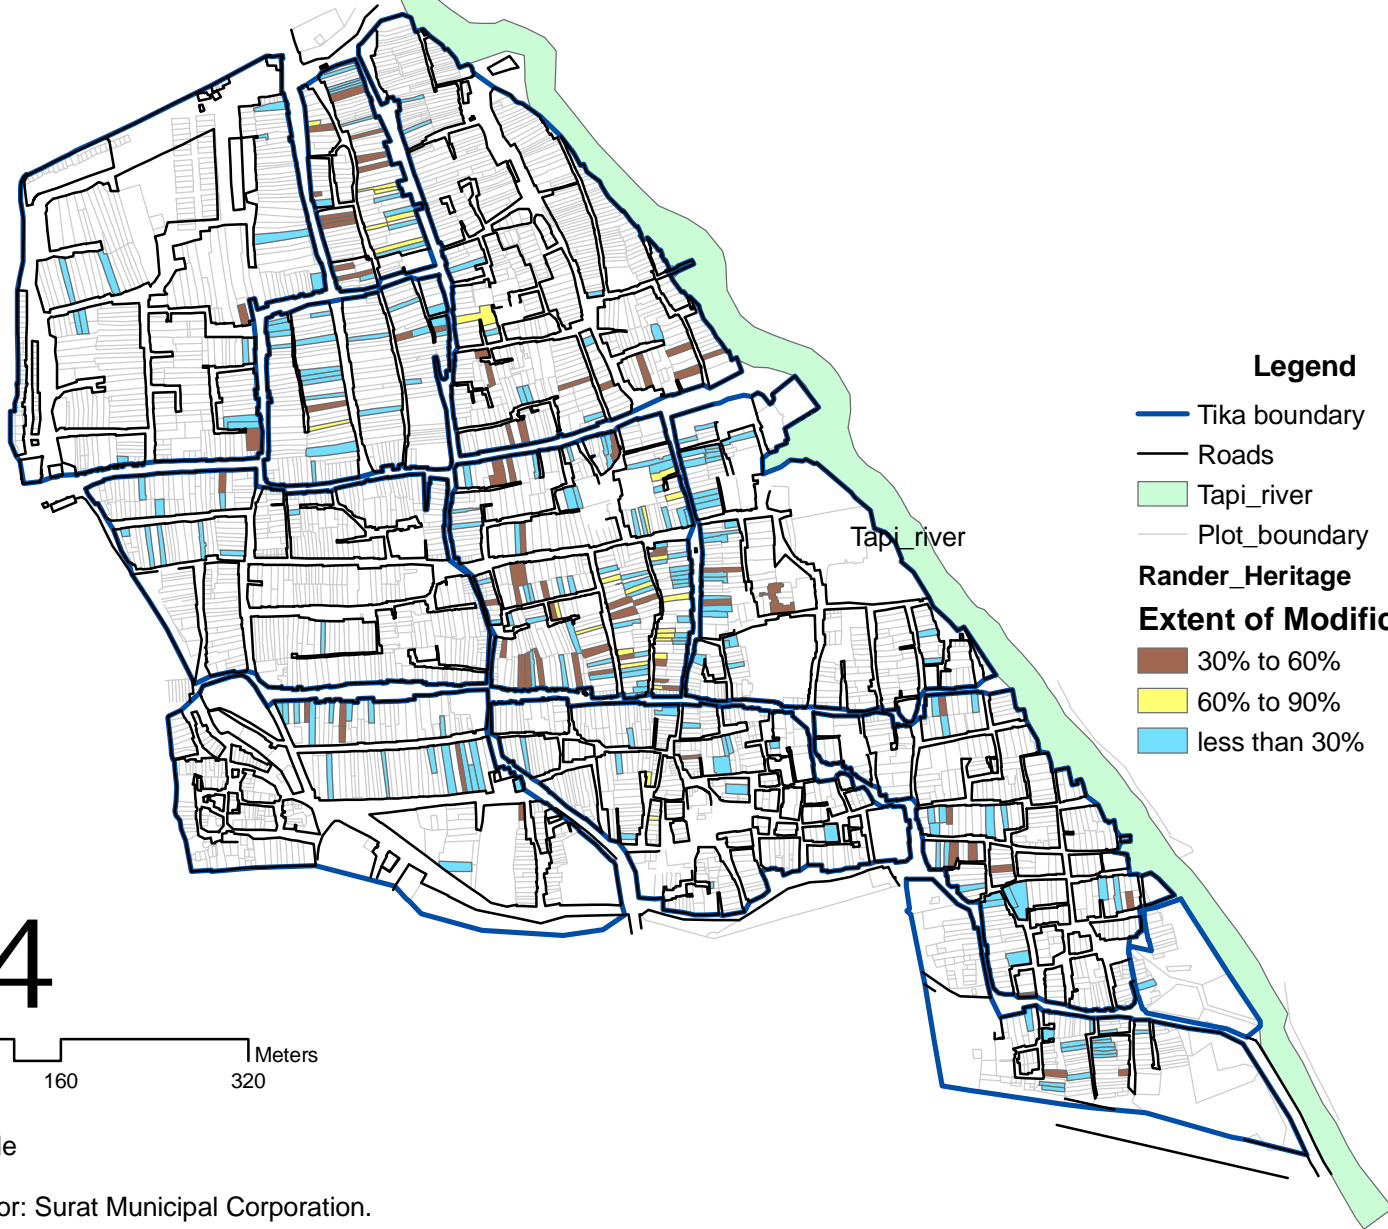 Legend
Tika boundary
Roads
Tapi_river
Plot_boundary
Rander_Heritage
Extent of Modific
30% to 60%
60% to 90%
less than 30%
Tapi_river
4
Meters
160 320
le
or: Surat Municipal Corporation.